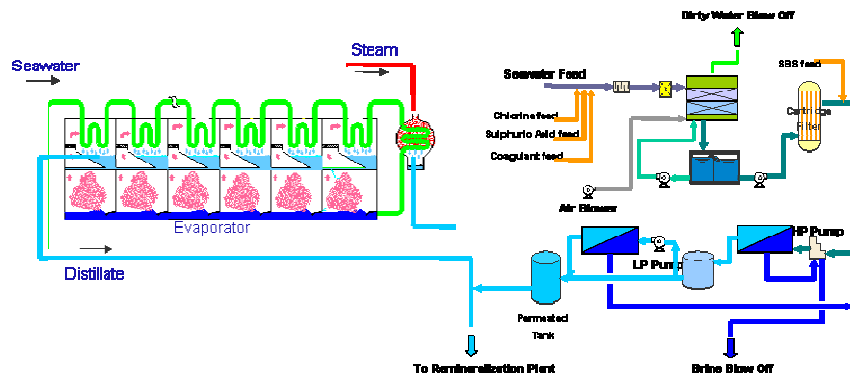 Dirty Water Blow Off
Steam
Seawater
SBS feed
Seawater Feed
Chlorine feed
Cartridge
Filter
Sulphuric Acid feed
Coagulant feed
Air Blower
Evaporator
HP Pump
LP Pump
Distillate
Permeated
Tank
To Remineralization Plant
Brine Blow Off